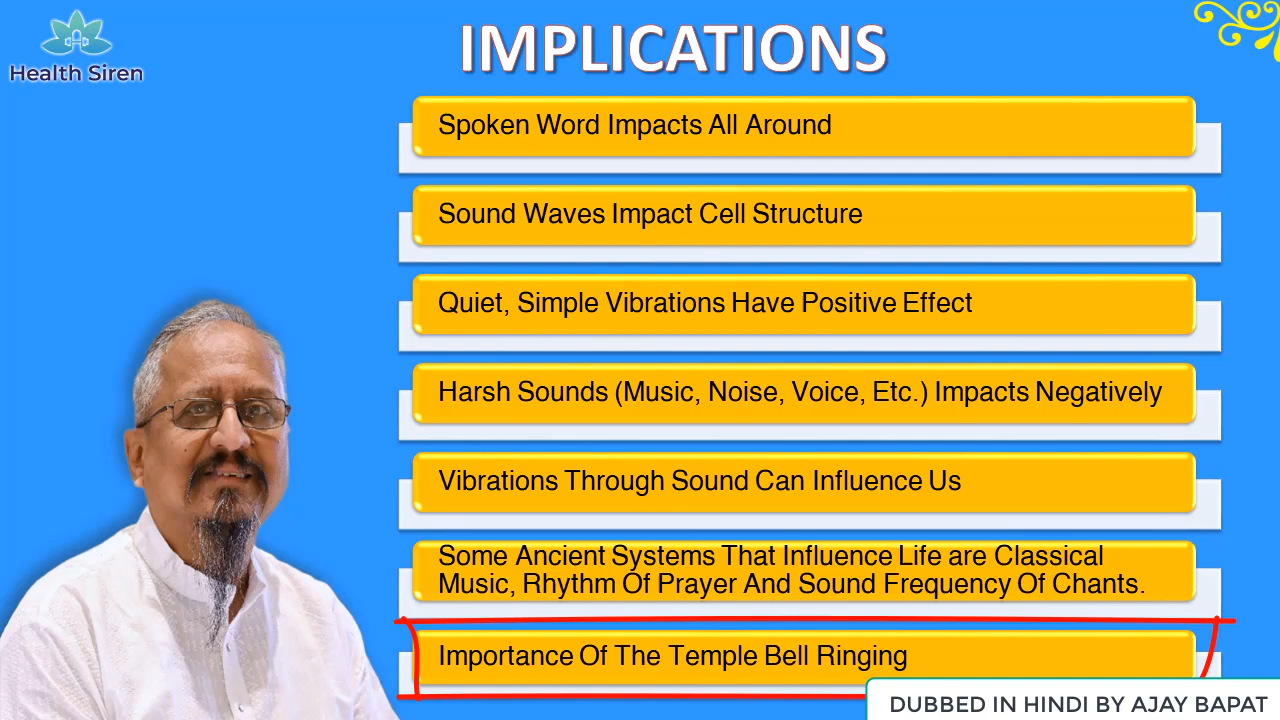 Health Siren
IMPLICATIONS
Spoken Word Impacts All Around
Sound Waves Impact Cell Structure
Quiet, Simple Vibrations Have Positive Effect
Harsh Sounds (Music, Noise, Voice, Etc.) Impacts Negatively
Vibrations Through Sound Can Influence Us
Some Ancient Systems That Influence Life are Classical
Music, Rhythm Of Prayer And Sound Frequency Of Chants.
Importance Of The Temple Bell Ringing
DUBBED IN HINDI BY AJAY BAPAT